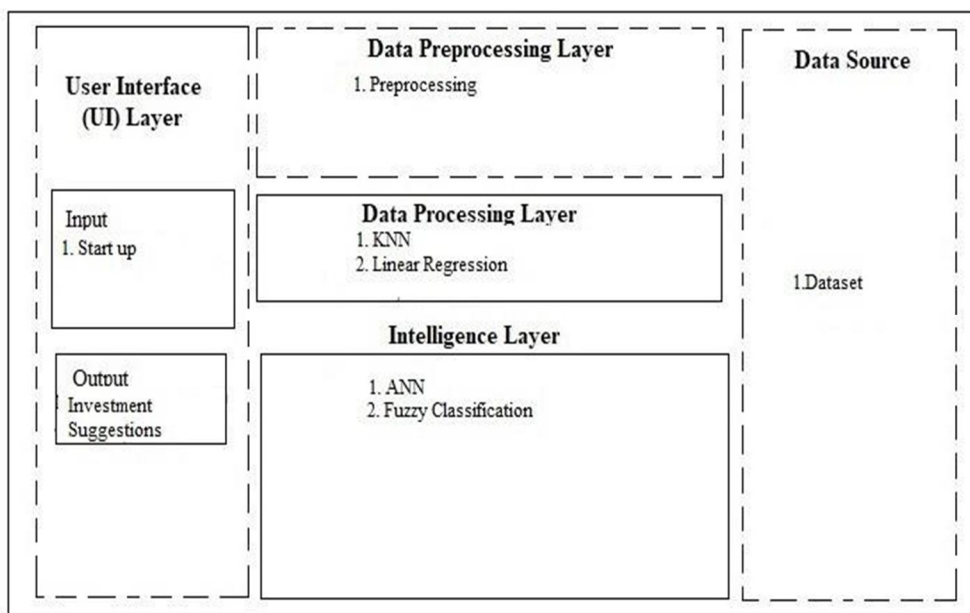 User Interface
(UI) Layer
Input
1. Start up
Output
Investment
Suggestions
Data Preprocessing Layer
1. Preprocessing
Data Processing Layer
1. KNN
2. Linear Regression
Intelligence Layer
1. ANN
2. Fuzzy Classification
Data Source
1.Dataset